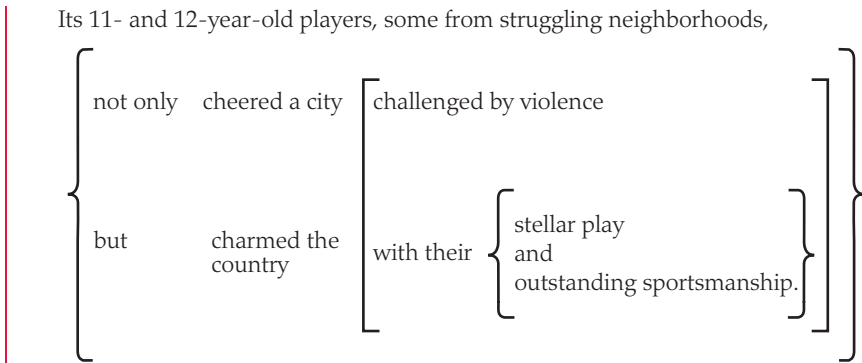 Its 11- and 12-year-old players, some from struggling neighborhoods,
not only cheered a city challenged by violence
but charmed the country with their stellar play
and
outstanding sportsmanship.